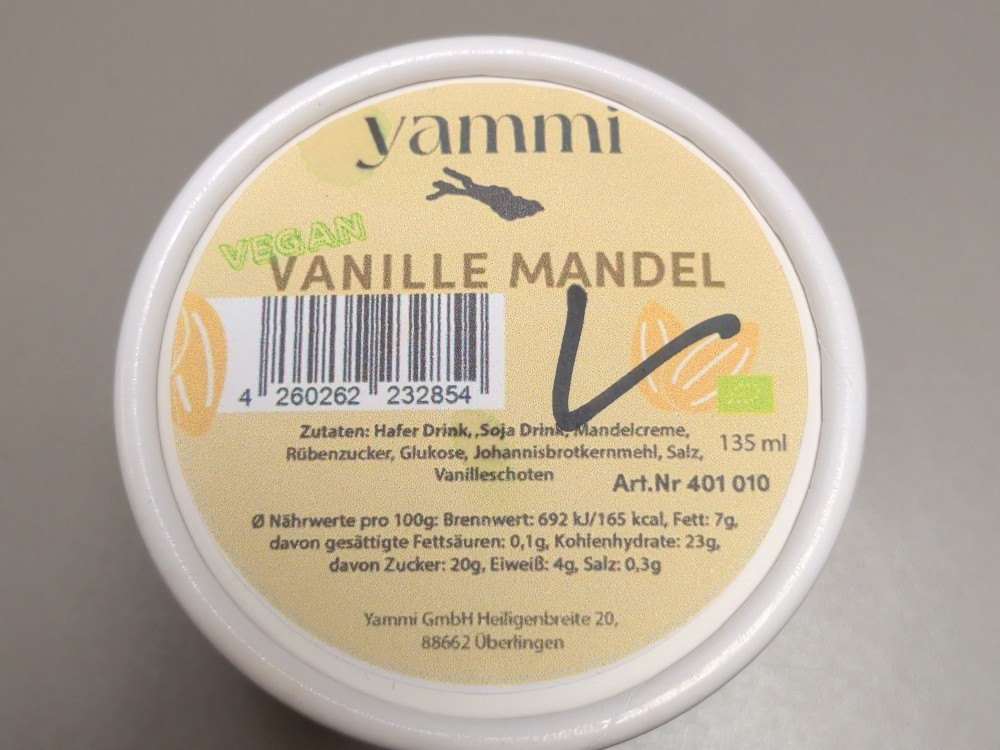 yammi
VEGAN
VANILLE MANDEL
4 260262 232854
Zutaten: Hafer Drink, ,Soja Drink, Mandelcreme,
Rübenzucker, Glukose, Johannisbrotkernmehl, Salz,
Vanilleschoten
135 ml
Art.Nr 401 010
Ø Nährwerte pro 100g: Brennwert: 692 kJ/165 kcal, Fett: 7g,
davon gesättigte Fettsäuren: 0,1g, Kohlenhydrate: 23g,
davon Zucker: 20g, Eiweiß: 4g, Salz: 0,3g
Yammi GmbH Heiligenbreite 20,
88662 Überlingen